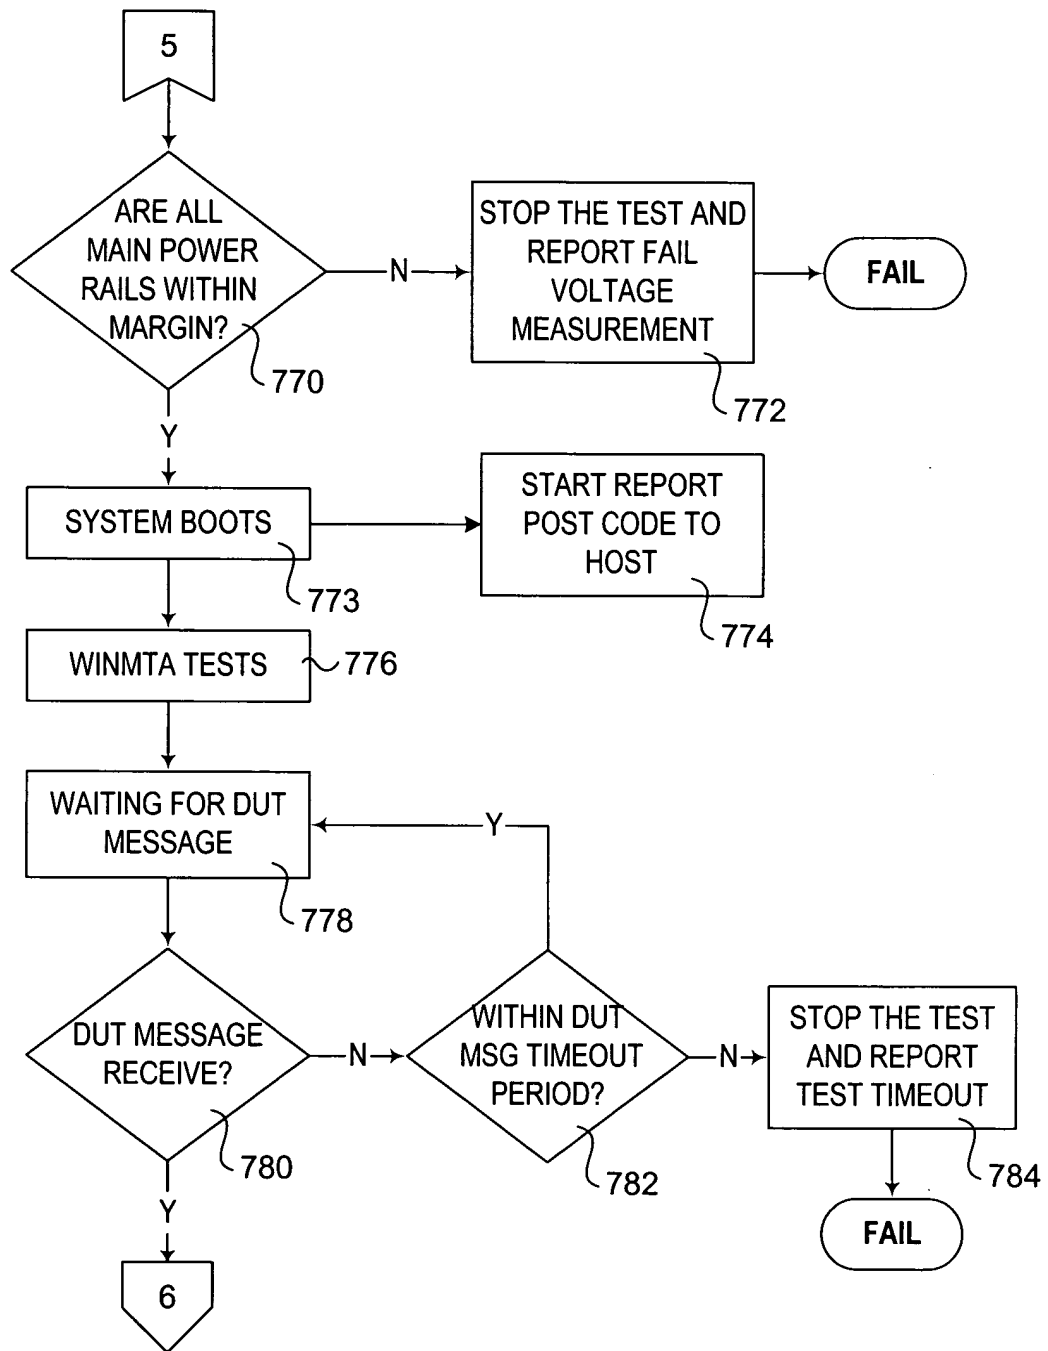 5
ARE ALL
MAIN POWER
RAILS WITHIN
MARGIN?
770
N
STOP THE TEST AND
REPORT FAIL
VOLTAGE
MEASUREMENT
772
FAIL
Y
SYSTEM BOOTS
773
START REPORT
POST CODE TO
HOST
774
WINMTA TESTS
776
WAITING FOR DUT
MESSAGE
778
Y
DUT MESSAGE
RECEIVE?
780
N
WITHIN DUT
MSG TIMEOUT
PERIOD?
782
N
STOP THE TEST
AND REPORT
TEST TIMEOUT
784
FAIL
Y
6